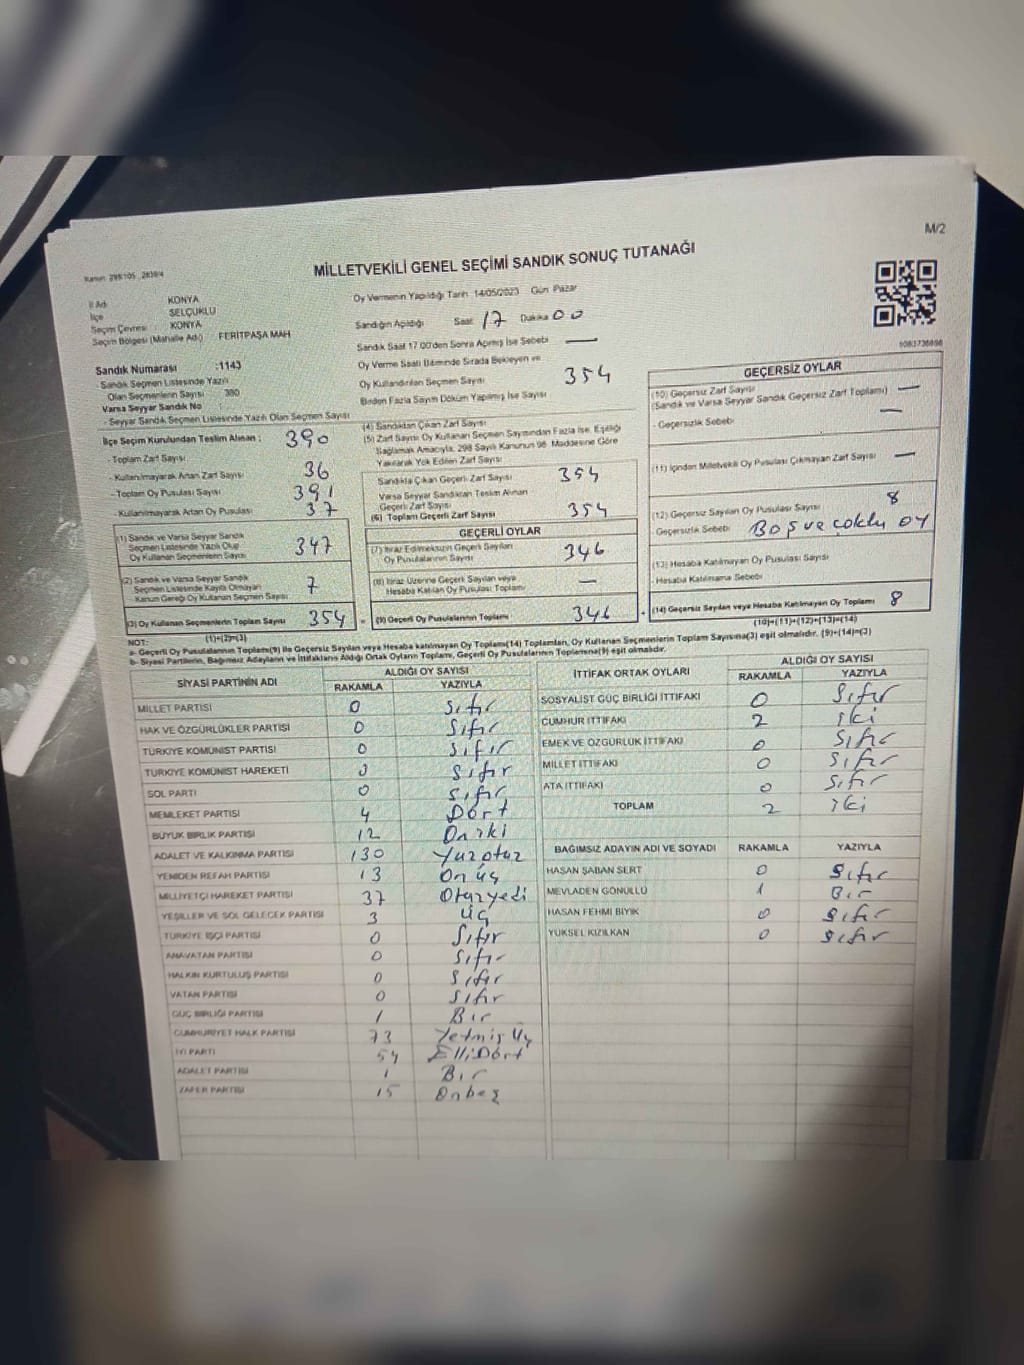 M/2
MİLLETVEKİLİ GENEL SEÇİMİ SANDIK SONUÇ TUTANAĞI
İl Adı KONYA
İlçe SELÇUKLU
Seçim Çevresi KONYA
Seçim Bölgesi (Mahalle Adı) FERİTPAŞA MAH
Sandık Numarası :1143
- Sandık Seçmen Listesinde Yazılı
Olan Seçmenlerin Sayısı : 380
Varsa Seyyar Sandık No
- Seyyar Sandık Seçmen Listesinde Yazılı Olan Seçmen Sayısı
İlçe Seçim Kurulundan Teslim Alınan :
- Toplam Zarf Sayısı 390
- Kullanılmayarak Artan Zarf Sayısı 36
- Toplam Oy Pusulası Sayısı 391
- Kullanılmayarak Artan Oy Pusulası 37
(1) Sandık ve Varsa Seyyar Sandık
Seçmen Listesinde Yazılı Olup
Oy Kullanan Seçmenlerin Sayısı 347
(2) Sandık ve Varsa Seyyar Sandık
Seçmen Listesinde Kayıtlı Olmayan
Kanun Gereği Oy Kullanan Seçmen Sayısı 7
(3) Oy Kullanan Seçmenlerin Toplam Sayısı 354
(1)+(2)=(3)
Oy Vermenin Yapıldığı Tarih 14/05/2023 Gün Pazar
Sandığın Açıldığı Saat 17 Dakika 00
Sandık Saat 17.00'den Sonra Açılmış İse Sebebi —
Oy Verme Saati Bitiminde Sırada Bekleyen ve
Oy Kullandırılan Seçmen Sayısı 354
Birden Fazla Sayım Döküm Yapılmış İse Sayısı
(4) Sandıktan Çıkan Zarf Sayısı
(5) Zarf Sayısı Oy Kullanan Seçmen Sayısından Fazla İse, Eşitliği
Sağlamak Amacıyla, 298 Sayılı Kanunun 98. Maddesine Göre
Yakılarak Yok Edilen Zarf Sayısı
Sandıkta Çıkan Geçerli Zarf Sayısı 354
Varsa Seyyar Sandıktan Teslim Alınan
Geçerli Zarf Sayısı
(6) Toplam Geçerli Zarf Sayısı 354
GEÇERLİ OYLAR
(7) İtiraz Edilmeksizin Geçerli Sayılan
Oy Pusulalarının Sayısı 346
(8) İtiraz Üzerine Geçerli Sayılan veya
Hesaba Katılan Oy Pusulası Toplamı —
(9) Geçerli Oy Pusulalarının Toplamı 346
1083736898
GEÇERSİZ OYLAR
(10) Geçersiz Zarf Sayısı
(Sandık ve Varsa Seyyar Sandık Geçersiz Zarf Toplamı) —
- Geçersizlik Sebebi —
(11) İçinden Milletvekili Oy Pusulası Çıkmayan Zarf Sayısı —
(12) Geçersiz Sayılan Oy Pusulası Sayısı 8
Geçersizlik Sebebi Boş ve çoklu oy
(13) Hesaba Katılmayan Oy Pusulası Sayısı
- Hesaba Katılmama Sebebi
(14) Geçersiz Sayılan veya Hesaba Katılmayan Oy Toplamı 8
(10)+(11)+(12)+(13)=(14)
NOT:
a- Geçerli Oy Pusulalarının Toplamı(9) ile Geçersiz Sayılan veya Hesaba katılmayan Oy Toplamı(14) Toplamları, Oy Kullanan Seçmenlerin Toplam Sayısına(3) eşit olmalıdır. (9)+(14)=(3)
b- Siyasi Partilerin, Bağımsız Adayların ve İttifakların Aldığı Ortak Oyların Toplamı, Geçerli Oy Pusulalarının Toplamına(9) eşit olmalıdır.
SİYASİ PARTİNİN ADI ALDIĞI OY SAYISI
RAKAMLA YAZIYLA
MİLLET PARTİSİ 0 Sıfır
HAK VE ÖZGÜRLÜKLER PARTİSİ 0 Sıfır
TÜRKİYE KOMÜNİST PARTİSİ 0 Sıfır
TÜRKİYE KOMÜNİST HAREKETİ 0 Sıfır
SOL PARTİ 0 Sıfır
MEMLEKET PARTİSİ 4 Dört
BÜYÜK BİRLİK PARTİSİ 12 Oniki
ADALET VE KALKINMA PARTİSİ 130 Yüzotuz
YENİDEN REFAH PARTİSİ 13 Onüç
MİLLİYETÇİ HAREKET PARTİSİ 37 Otuzyedi
YEŞİLLER VE SOL GELECEK PARTİSİ 3 Üç
TÜRKİYE İŞÇİ PARTİSİ 0 Sıfır
ANAVATAN PARTİSİ 0 Sıfır
HALKIN KURTULUŞ PARTİSİ 0 Sıfır
VATAN PARTİSİ 0 Sıfır
GÜÇ BİRLİĞİ PARTİSİ 1 Bir
CUMHURİYET HALK PARTİSİ 73 Yetmiş Üç
İYİ PARTİ 54 Elli Dört
ADALET PARTİSİ 1 Bir
ZAFER PARTİSİ 15 Onbeş
İTTİFAK ORTAK OYLARI ALDIĞI OY SAYISI
RAKAMLA YAZIYLA
SOSYALİST GÜÇ BİRLİĞİ İTTİFAKI 0 Sıfır
CUMHUR İTTİFAKI 2 iki
EMEK VE ÖZGÜRLÜK İTTİFAKI 0 Sıfır
MİLLET İTTİFAKI 0 Sıfır
ATA İTTİFAKI 0 Sıfır
TOPLAM 2 iki
BAĞIMSIZ ADAYIN ADI VE SOYADI RAKAMLA YAZIYLA
HASAN ŞABAN SERT 0 Sıfır
MEVLADEN GÖNÜLLÜ 1 Bir
HASAN FEHMİ BIYIK 0 Sıfır
YÜKSEL KIZILKAN 0 Sıfır